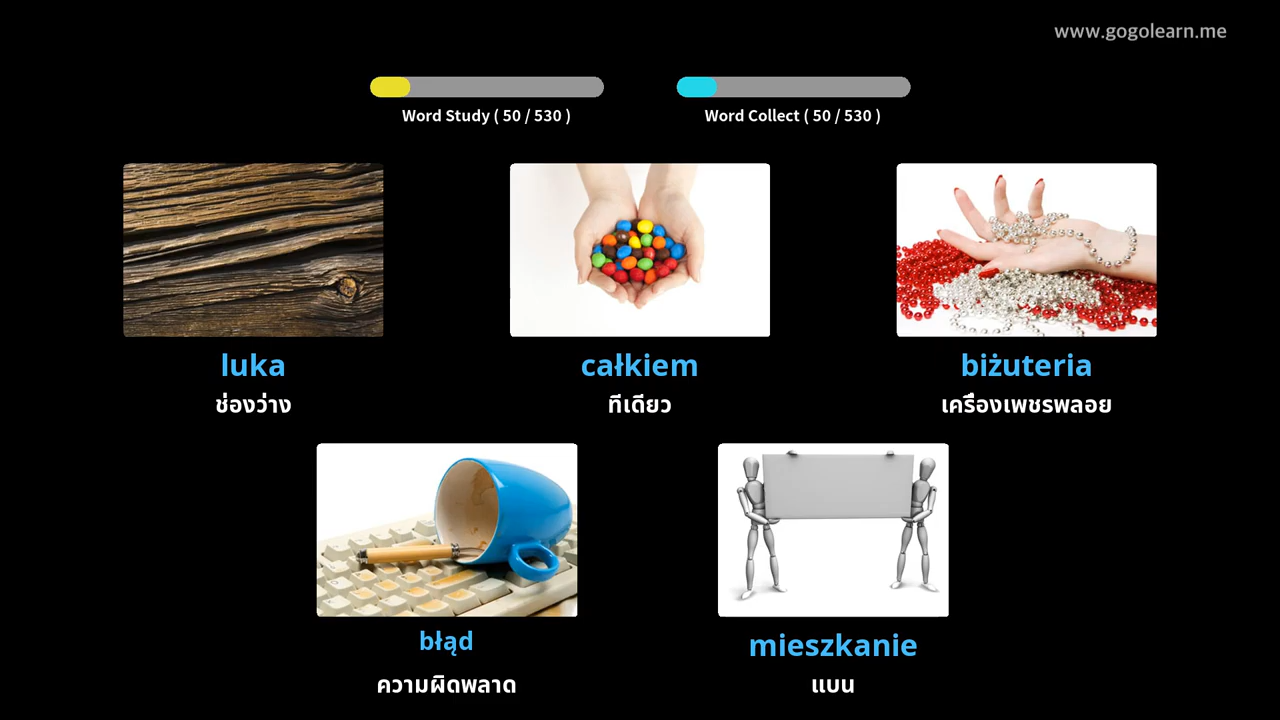 www.gogolearn.me
Word Study ( 50 / 530 )
Word Collect ( 50 / 530 )
luka
całkiem
biżuteria
ช่องว่าง
ทีเดียว
เครื่องเพชรพลอย
błąd
mieszkanie
ความผิดพลาด
แบน